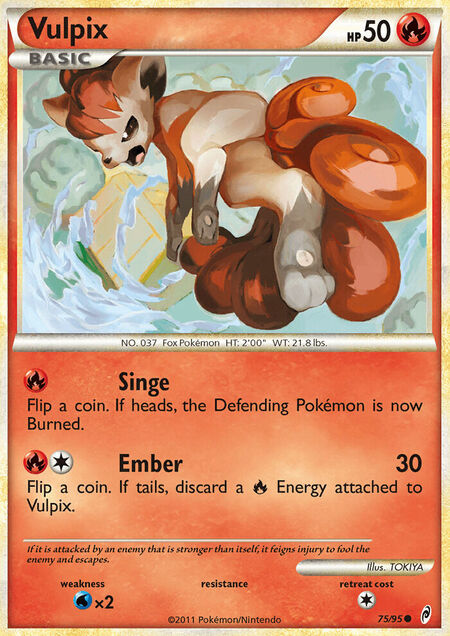 Vulpix HP 50
BASIC
NO. 037 Fox Pokémon HT: 2'00" WT: 21.8 lbs.
Singe
Flip a coin. If heads, the Defending Pokémon is now
Burned.
Ember 30
Flip a coin. If tails, discard a Energy attached to
Vulpix.
If it is attacked by an enemy that is stronger than itself, it feigns injury to fool the
enemy and escapes.
Illus. TOKIYA
weakness resistance retreat cost
×2
©2011 Pokémon/Nintendo 75/95